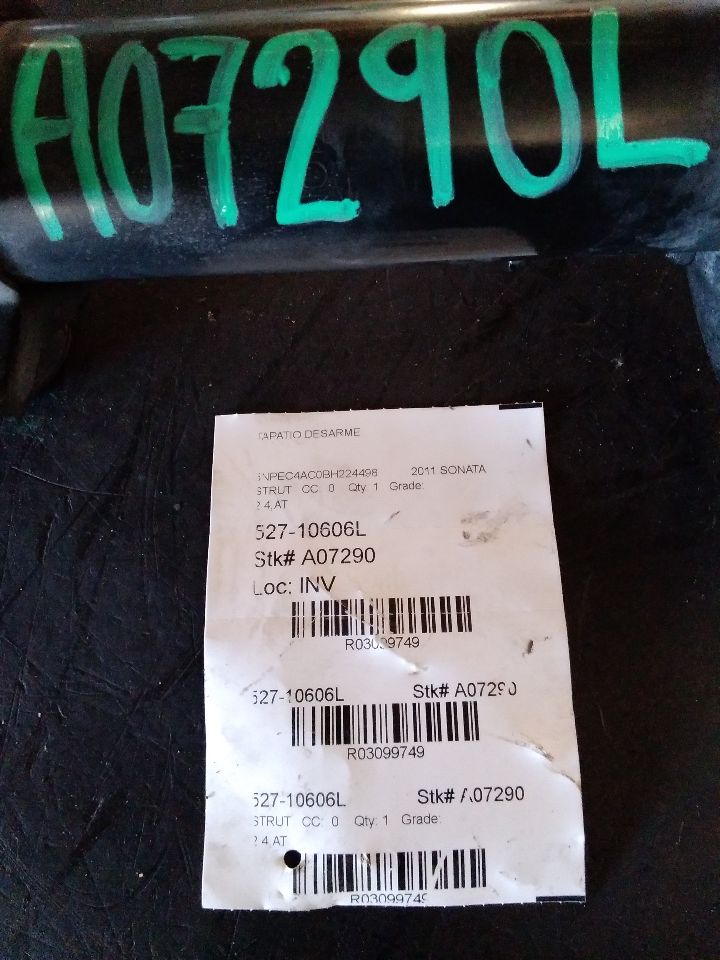 A07290L
TAPATIO DESARME
5NPEC4AC0BH224498 2011 SONATA
STRUT CC: 0 Qty: 1 Grade:
2.4,AT
527-10606L
Stk# A07290
Loc: INV
R03099749
527-10606L Stk# A07290
R03099749
527-10606L Stk# A07290
STRUT CC: 0 Qty: 1 Grade:
2.4,AT
R03099749